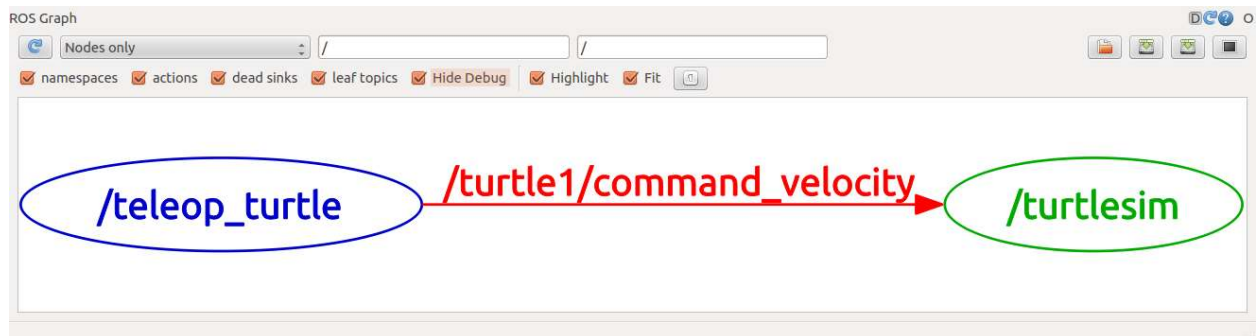 ROS Graph D O
Nodes only / /
namespaces actions dead sinks leaf topics Hide Debug Highlight Fit
/teleop_turtle /turtle1/command_velocity /turtlesim